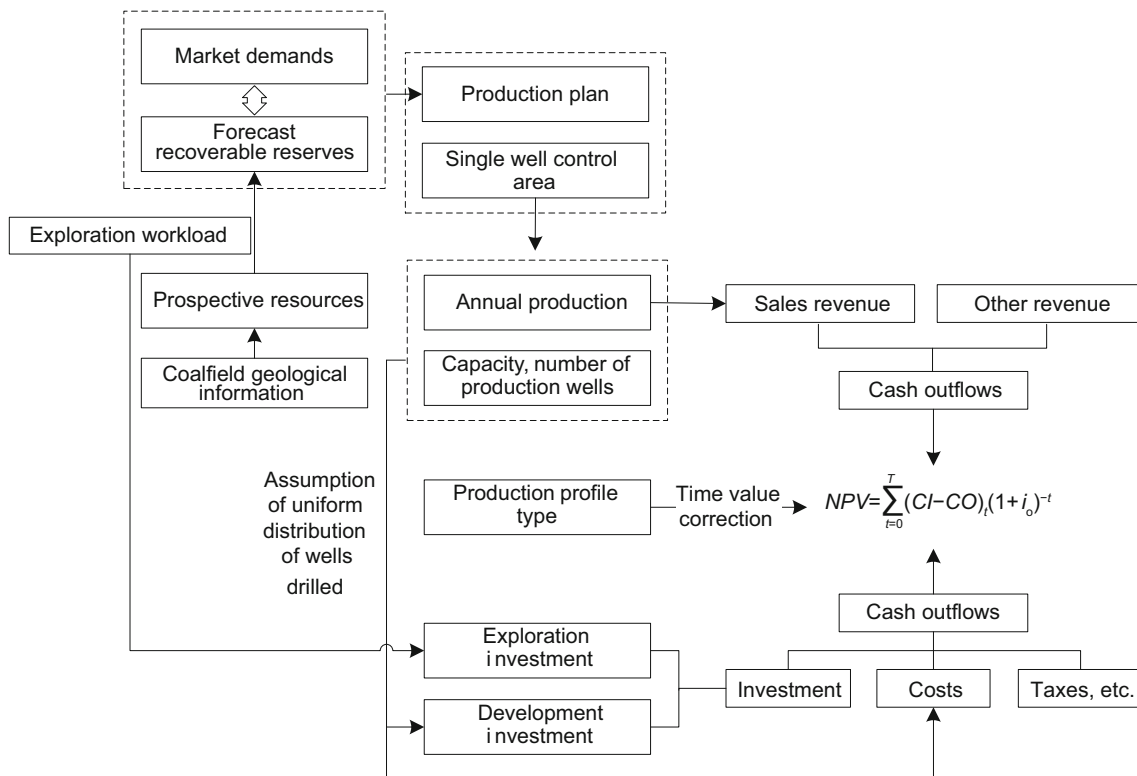 Market demands
Forecast
recoverable reserves
Production plan
Single well control
area
Exploration workload
Prospective resources
Coalfield geological
information
Annual production
Capacity, number of
production wells
Sales revenue
Other revenue
Cash outflows
Assumption
of uniform
distribution
of wells
drilled
Production profile
type
Time value
correction
NPV=∑_{t=0}^{T}(CI−CO)_t(1+i_o)^{−t}
Cash outflows
Exploration
investment
Development
investment
Investment
Costs
Taxes, etc.